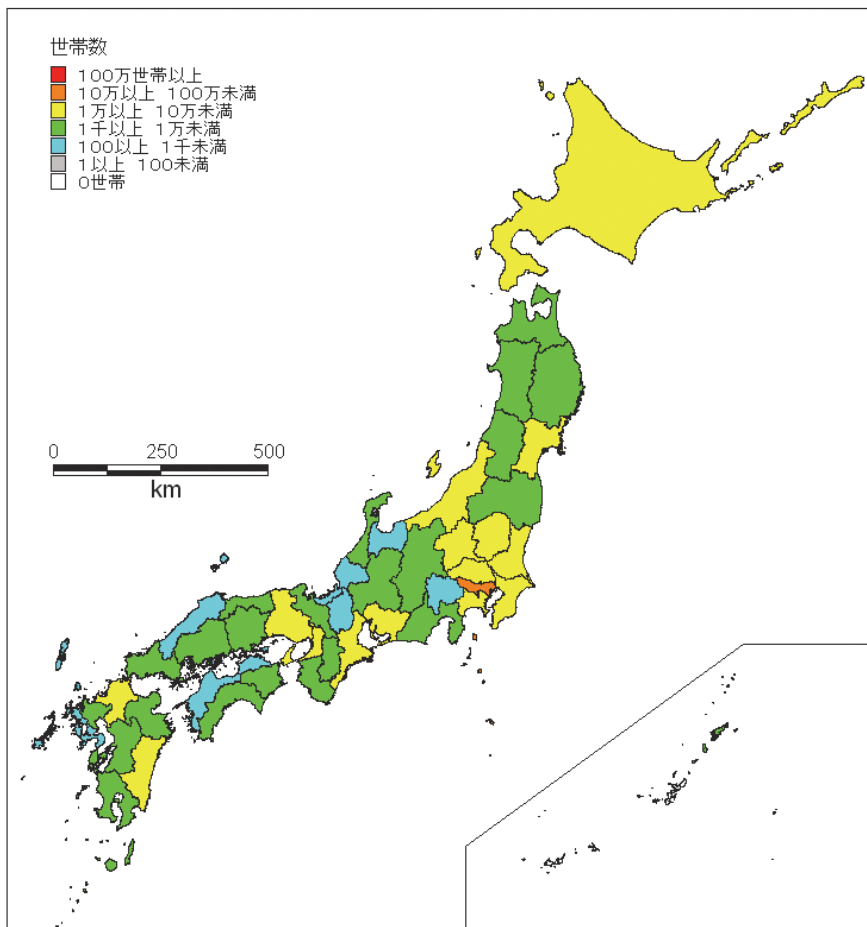 世帯数
100万世帯以上
10万以上 100万未満
1万以上 10万未満
1千以上 1万未満
100以上 1千未満
1以上 100未満
0世帯
0 250 500
km